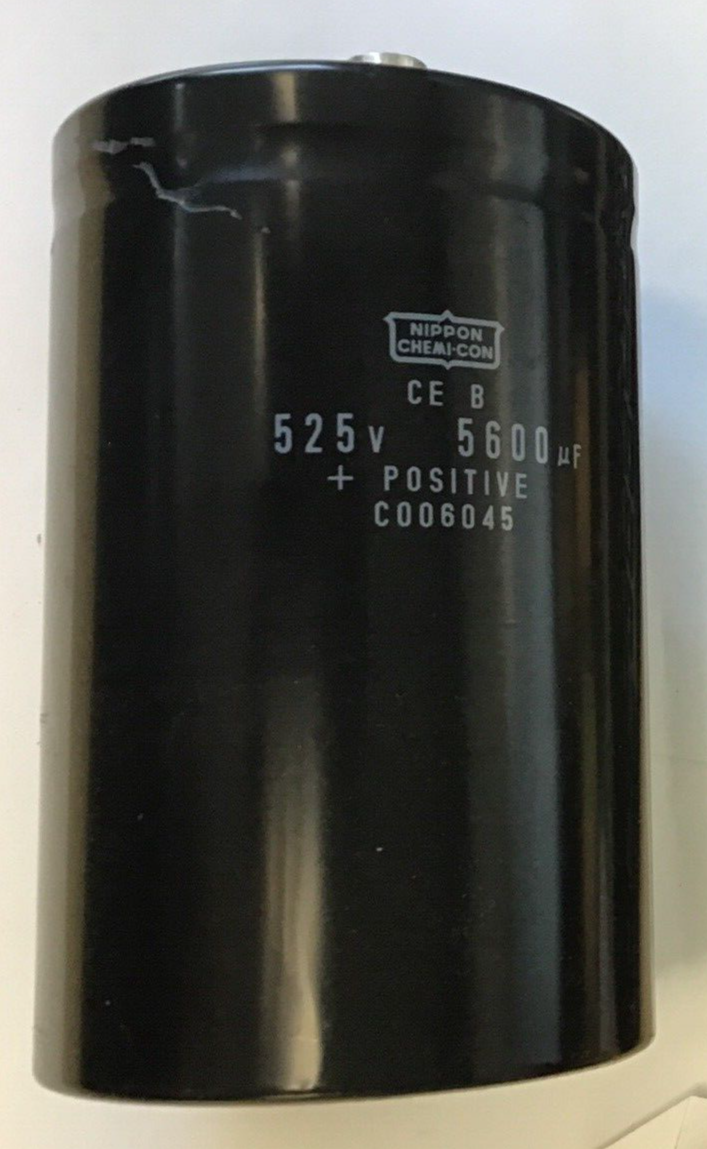 NIPPON
CHEMI-CON
CE B
525V 5600μF
+ POSITIVE
C006045